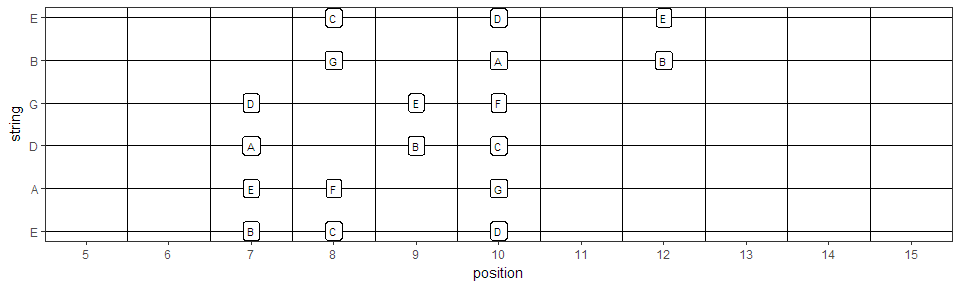 E C D E
B G A B
G D E F
D A B C
A E F G
E B C D
string
5 6 7 8 9 10 11 12 13 14 15
position